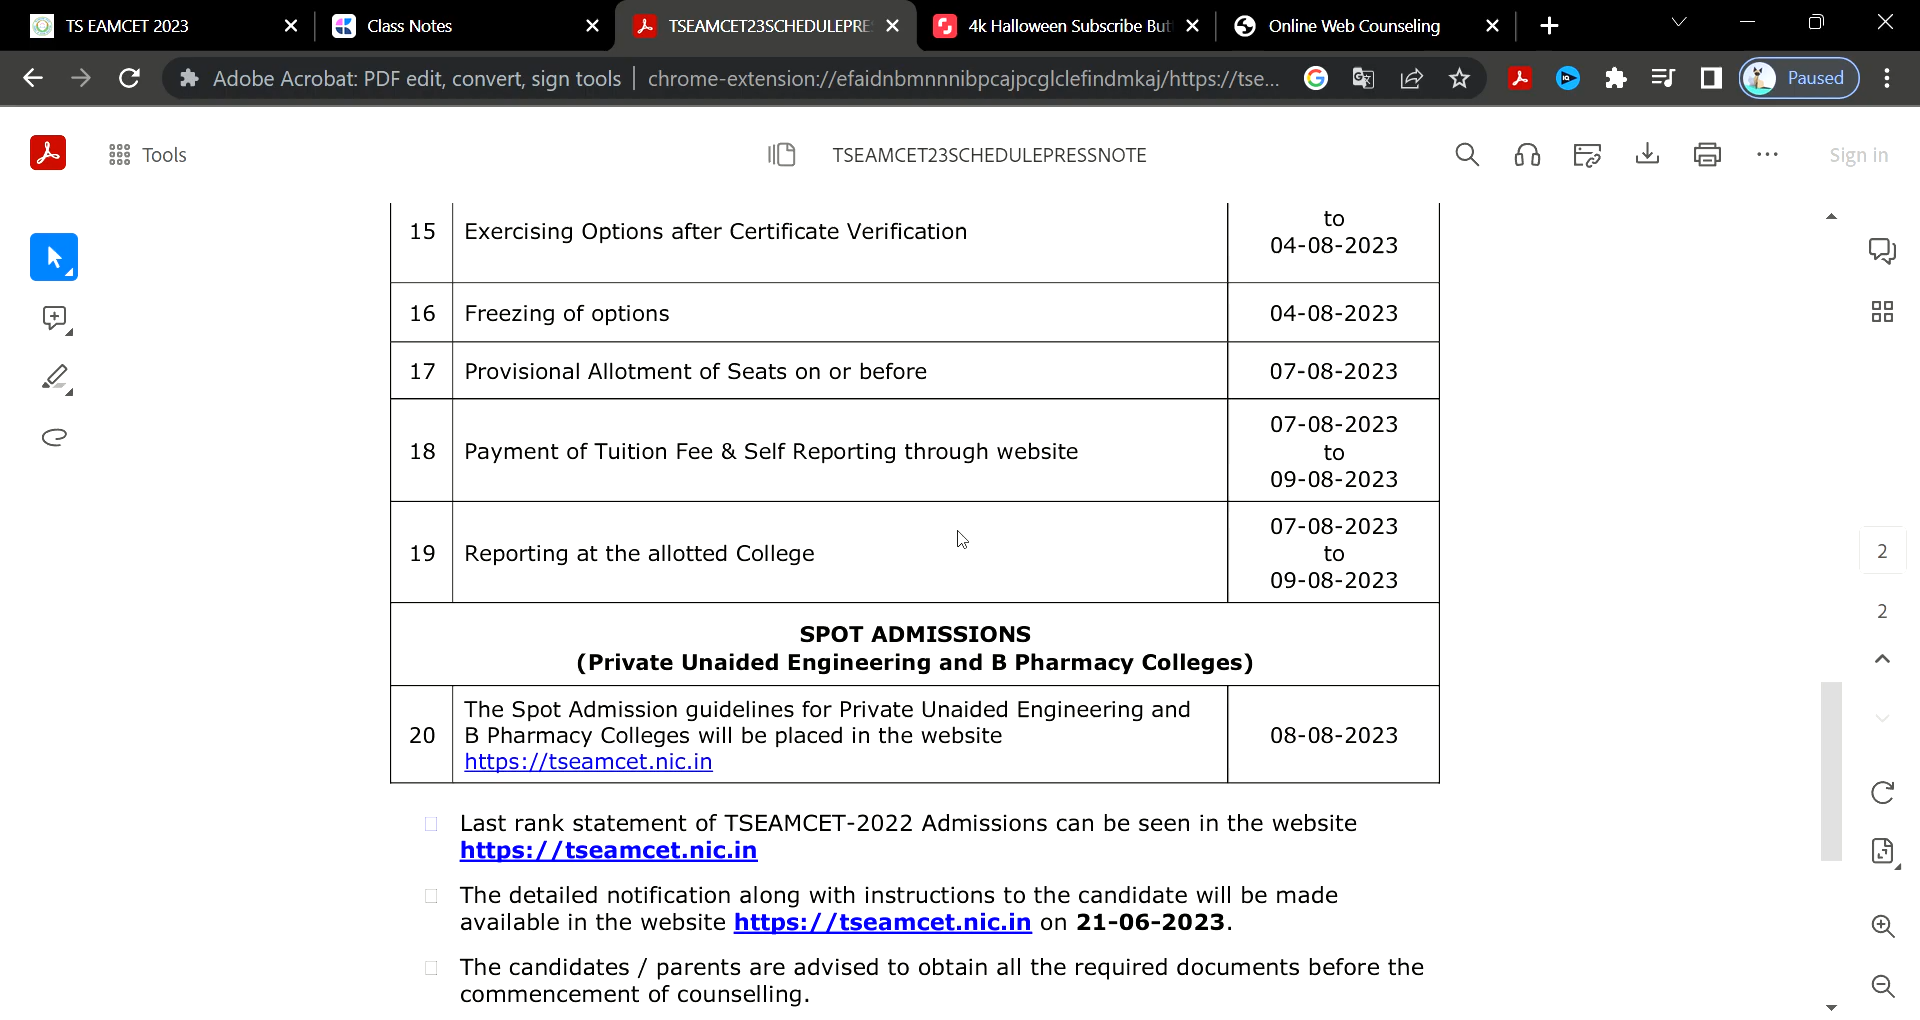 TS EAMCET 2023
Class Notes
TSEAMCET23SCHEDULEPRE
4k Halloween Subscribe But
Online Web Counseling
Adobe Acrobat: PDF edit, convert, sign tools
chrome-extension://efaidnbmnnnibpcajpcglclefindmkaj/https://tse...
Paused
Tools
TSEAMCET23SCHEDULEPRESSNOTE
Sign in
15 Exercising Options after Certificate Verification
to
04-08-2023
16 Freezing of options 04-08-2023
17 Provisional Allotment of Seats on or before 07-08-2023
18 Payment of Tuition Fee & Self Reporting through website
07-08-2023
to
09-08-2023
19 Reporting at the allotted College
07-08-2023
to
09-08-2023
SPOT ADMISSIONS
(Private Unaided Engineering and B Pharmacy Colleges)
20
The Spot Admission guidelines for Private Unaided Engineering and
B Pharmacy Colleges will be placed in the website
https://tseamcet.nic.in
08-08-2023
Last rank statement of TSEAMCET-2022 Admissions can be seen in the website
https://tseamcet.nic.in
The detailed notification along with instructions to the candidate will be made
available in the website https://tseamcet.nic.in on 21-06-2023.
The candidates / parents are advised to obtain all the required documents before the
commencement of counselling.
2
2